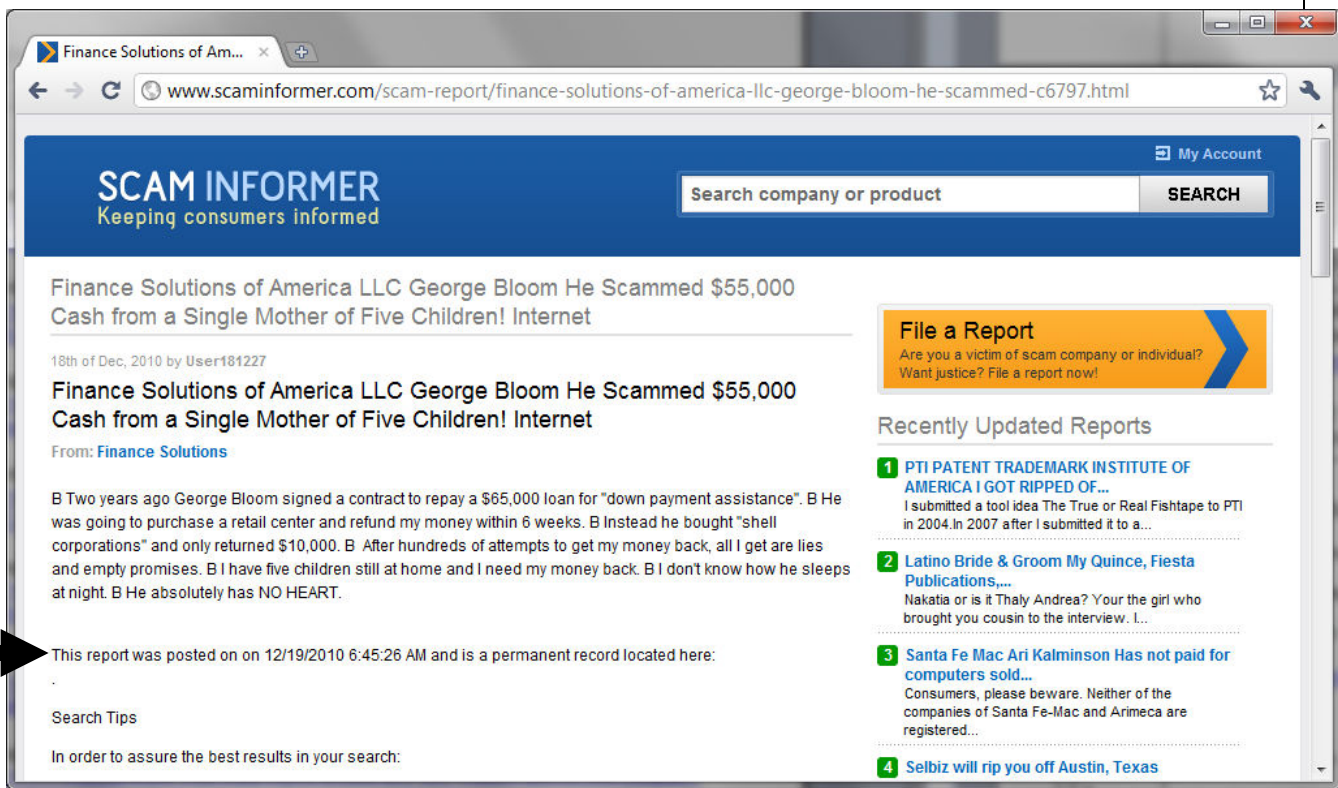 Finance Solutions of Am...
www.scaminformer.com/scam-report/finance-solutions-of-america-llc-george-bloom-he-scammed-c6797.html
My Account
SCAM INFORMER
Keeping consumers informed
Search company or product
SEARCH
Finance Solutions of America LLC George Bloom He Scammed $55,000
Cash from a Single Mother of Five Children! Internet
18th of Dec, 2010 by User181227
Finance Solutions of America LLC George Bloom He Scammed $55,000
Cash from a Single Mother of Five Children! Internet
From: Finance Solutions
B Two years ago George Bloom signed a contract to repay a $65,000 loan for "down payment assistance". B He
was going to purchase a retail center and refund my money within 6 weeks. B Instead he bought "shell
corporations" and only returned $10,000. B After hundreds of attempts to get my money back, all I get are lies
and empty promises. B I have five children still at home and I need my money back. B I don't know how he sleeps
at night. B He absolutely has NO HEART.
This report was posted on on 12/19/2010 6:45:26 AM and is a permanent record located here:
.
Search Tips
In order to assure the best results in your search:
File a Report
Are you a victim of scam company or individual?
Want justice? File a report now!
Recently Updated Reports
1 PTI PATENT TRADEMARK INSTITUTE OF
AMERICA I GOT RIPPED OF...
I submitted a tool idea The True or Real Fishtape to PTI
in 2004.In 2007 after I submitted it to a...
2 Latino Bride & Groom My Quince, Fiesta
Publications,...
Nakatia or is it Thaly Andrea? Your the girl who
brought you cousin to the interview. I...
3 Santa Fe Mac Ari Kalminson Has not paid for
computers sold...
Consumers, please beware. Neither of the
companies of Santa Fe-Mac and Arimeca are
registered...
4 Selbiz will rip you off Austin, Texas